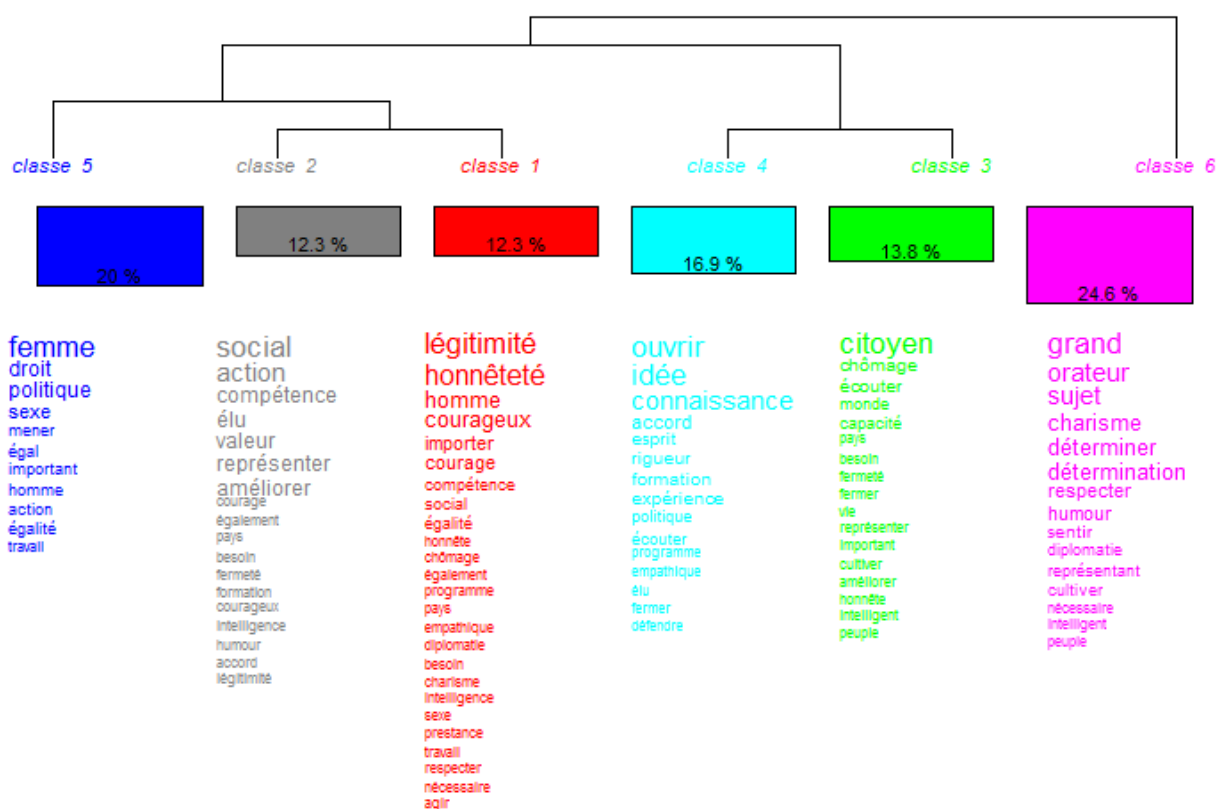 classe 5
classe 2
classe 1
classe 4
classe 3
classe 6
20 %
12.3 %
12.3 %
16.9 %
13.8 %
24.6 %
femme
droit
politique
sexe
mener
égal
important
homme
action
égalité
travail
social
action
compétence
élu
valeur
représenter
améliorer
courage
également
pays
besoin
fermeté
formation
courageux
intelligence
humour
accord
légitimité
légitimité
honnêteté
homme
courageux
importer
courage
compétence
social
égalité
honnête
chômage
également
programme
pays
empathique
diplomatie
besoin
charisme
intelligence
sexe
prestance
travail
respecter
nécessaire
agir
ouvrir
idée
connaissance
accord
esprit
rigueur
formation
expérience
politique
écouter
programme
empathique
élu
fermer
défendre
citoyen
chômage
écouter
monde
capacité
pays
besoin
fermeté
fermer
vie
représenter
important
cultiver
améliorer
honnête
intelligent
peuple
grand
orateur
sujet
charisme
déterminer
détermination
respecter
humour
sentir
diplomatie
représentant
cultiver
nécessaire
intelligent
peuple